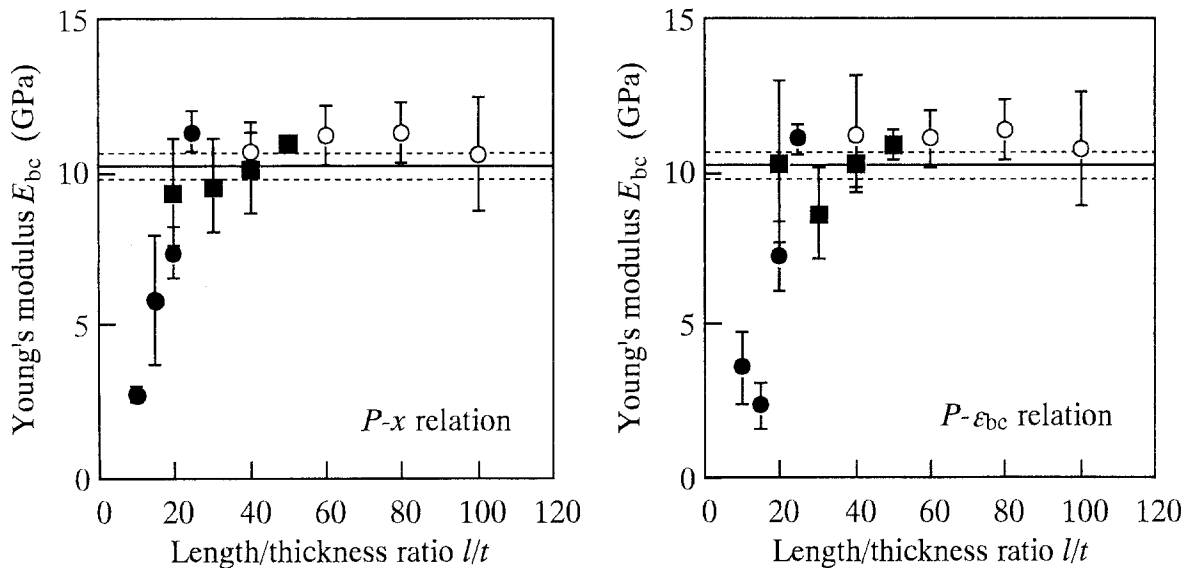 Young's modulus E_bc (GPa)
15
10
5
0
P-x relation
0 20 40 60 80 100 120
Length/thickness ratio l/t
Young's modulus E_bc (GPa)
15
10
5
0
P-ε_bc relation
0 20 40 60 80 100 120
Length/thickness ratio l/t